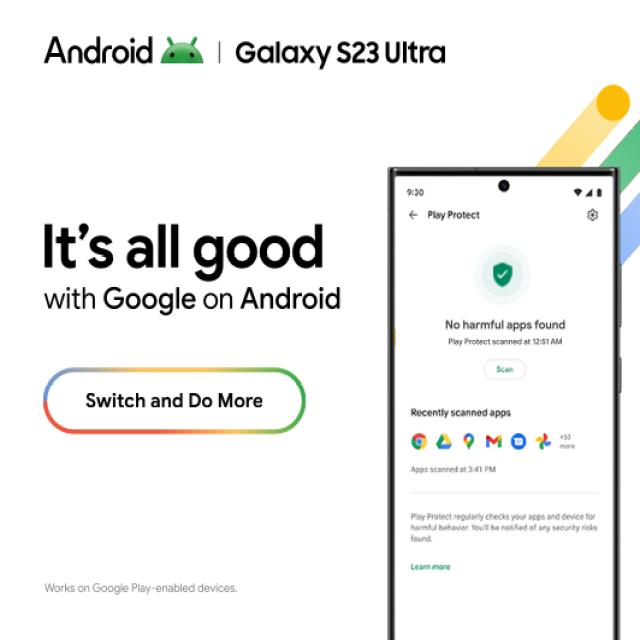 Android | Galaxy S23 Ultra
It's all good
with Google on Android
Switch and Do More
Works on Google Play-enabled devices.
9:30
Play Protect
No harmful apps found
Play Protect scanned at 12:51 AM
Scan
Recently scanned apps
+53
more
Apps scanned at 3:41 PM
Play Protect regularly checks your apps and device for
harmful behavior. You'll be notified of any security risks
found.
Learn more